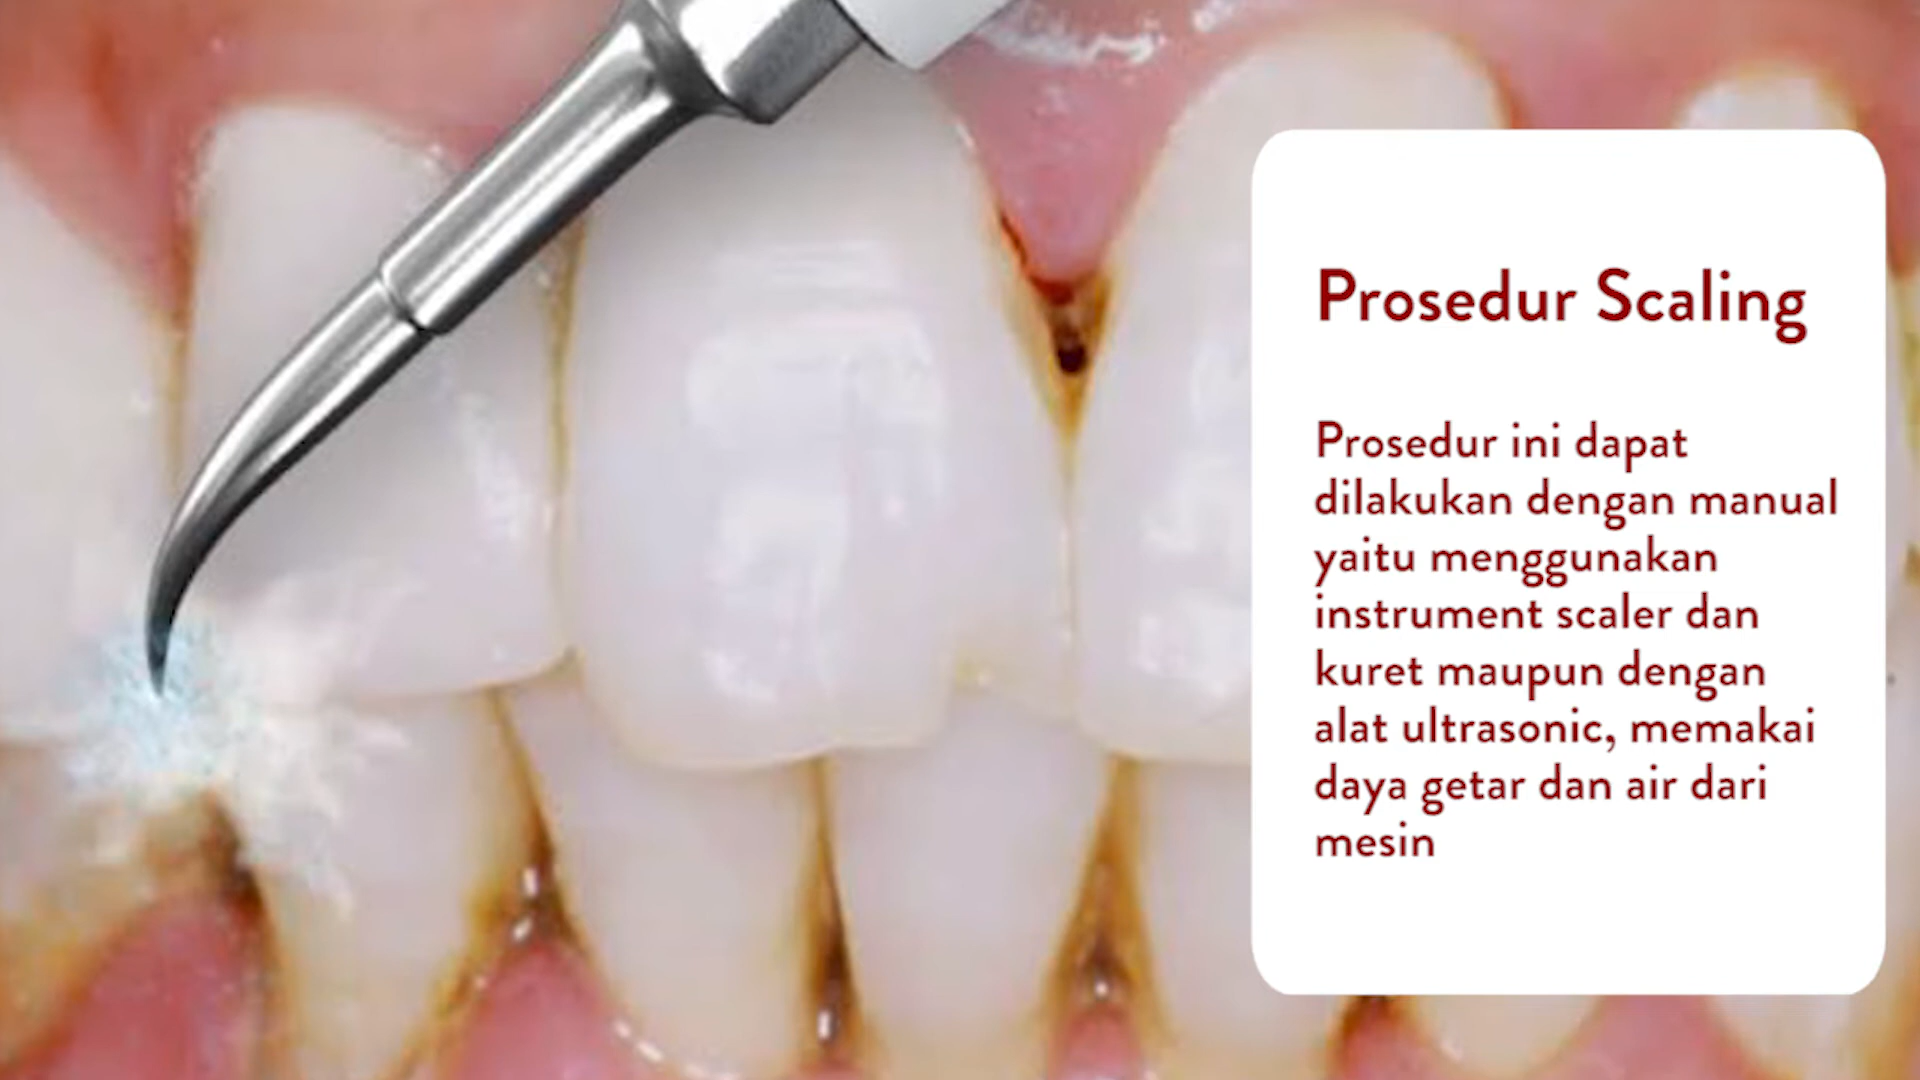 Prosedur Scaling
Prosedur ini dapat
dilakukan dengan manual
yaitu menggunakan
instrument scaler dan
kuret maupun dengan
alat ultrasonic, memakai
daya getar dan air dari
mesin